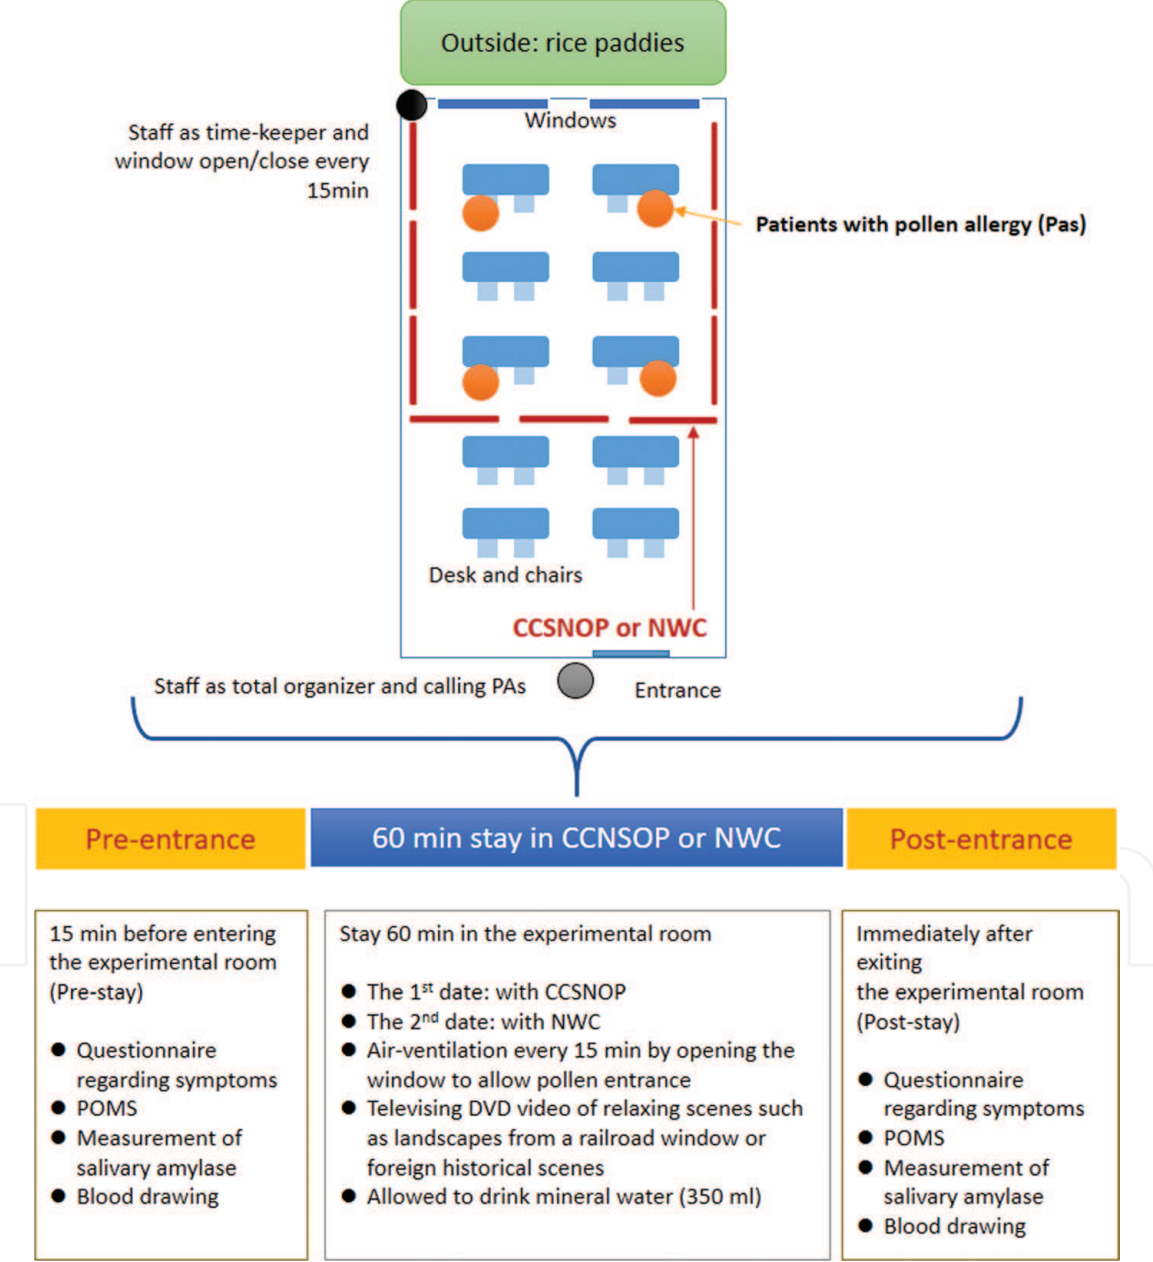 Outside: rice paddies
Windows
Staff as time-keeper and
window open/close every
15min
Patients with pollen allergy (Pas)
Desk and chairs
CCSNOP or NWC
Staff as total organizer and calling PAs
Entrance
Pre-entrance
60 min stay in CCNSOP or NWC
Post-entrance
15 min before entering
the experimental room
(Pre-stay)
● Questionnaire
regarding symptoms
● POMS
● Measurement of
salivary amylase
● Blood drawing
Stay 60 min in the experimental room
● The 1st date: with CCSNOP
● The 2nd date: with NWC
● Air-ventilation every 15 min by opening the
window to allow pollen entrance
● Televising DVD video of relaxing scenes such
as landscapes from a railroad window or
foreign historical scenes
● Allowed to drink mineral water (350 ml)
Immediately after
exiting
the experimental room
(Post-stay)
● Questionnaire
regarding symptoms
● POMS
● Measurement of
salivary amylase
● Blood drawing